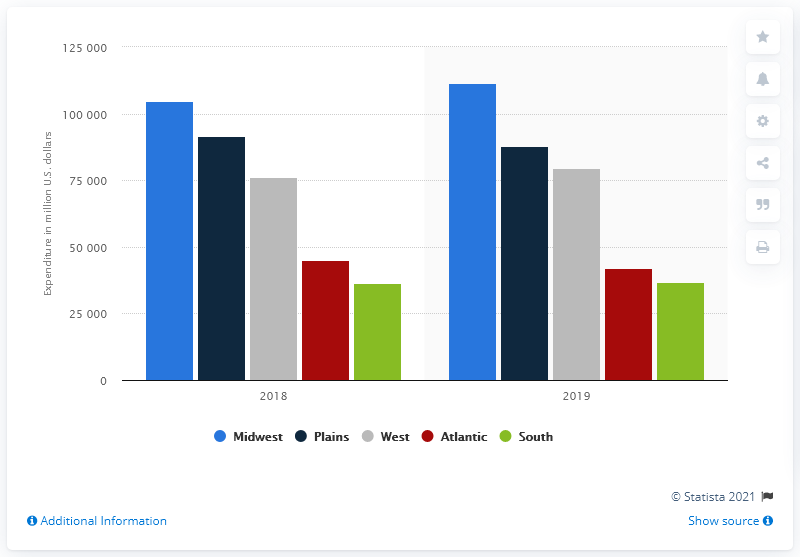 125 000
100 000
75 000
50 000
25 000
0
Expenditure in million U.S. dollars
2018 2019
Midwest Plains West Atlantic South
© Statista 2021
Additional Information Show source